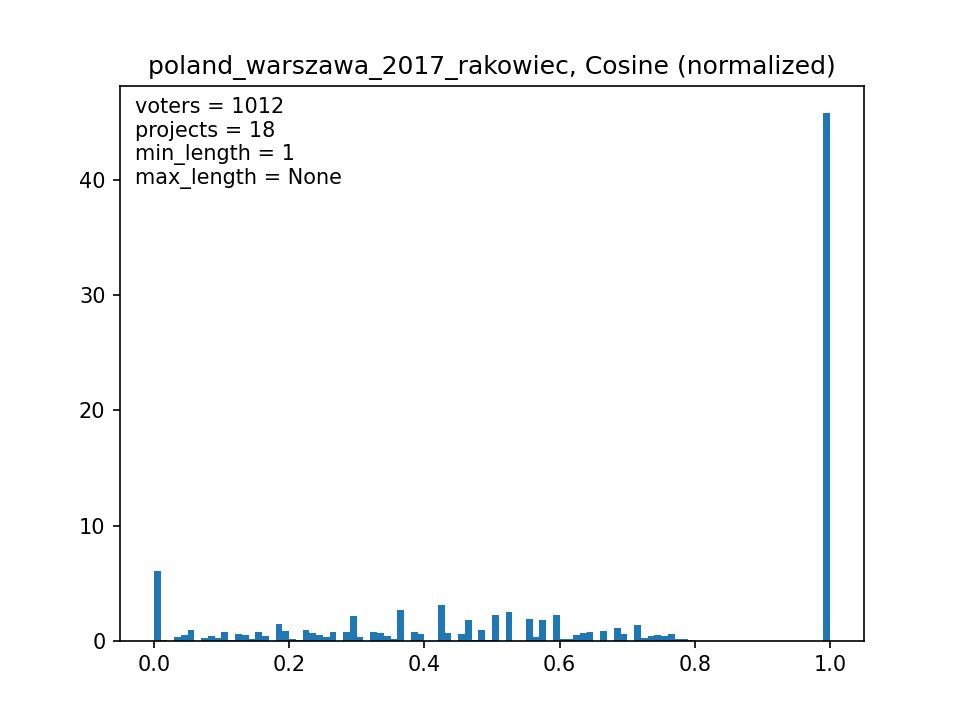 poland_warszawa_2017_rakowiec, Cosine (normalized)
voters = 1012
projects = 18
min_length = 1
max_length = None
40
30
20
10
0
0.0 0.2 0.4 0.6 0.8 1.0